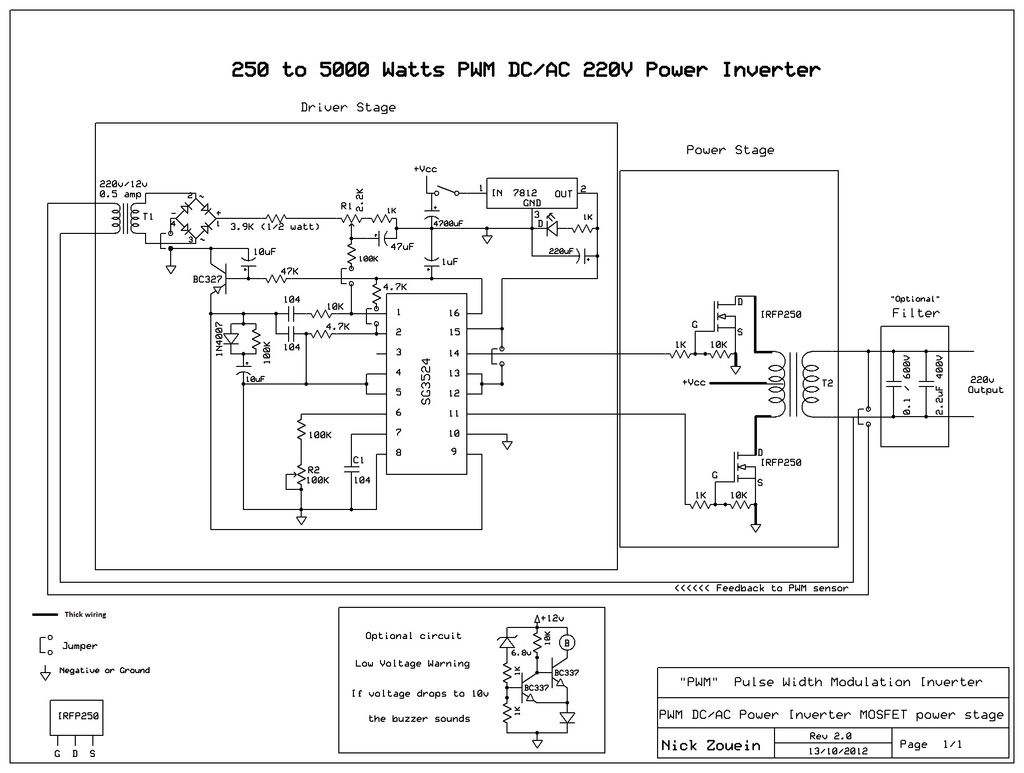 250 to 5000 Watts PWM DC/AC 220V Power Inverter
Driver Stage
Power Stage
220v/12v
0.5 amp
T1
2
~
+
1
3
~
-
4
3.9K (1/2 watt)
R1
2.2K
1K
+Vcc
4700uF
1
IN 7812 OUT
GND
2
3
D
1K
220uF
47uF
100K
1uF
10uF
BC327
47K
4.7K
104
10K
4.7K
104
1N4007
100K
10uF
SG3524
1 16
2 15
3 14
4 13
5 12
6 11
7 10
8 9
100K
R2
100K
C1
104
D
G
S
IRFP250
1K
10K
+Vcc
T2
D
G
S
IRFP250
1K
10K
"Optional"
Filter
0.1 / 600V
2.2uF 400V
220v
Output
<<<<<< Feedback to PWM sensor
Thick wiring
Jumper
Negative or Ground
IRFP250
G D S
Optional circuit
Low Voltage Warning
If voltage drops to 10v
the buzzer sounds
+12v
10K
B
6.8v
1K
BC337
BC337
1K
"PWM" Pulse Width Modulation Inverter
PWM DC/AC Power Inverter MOSFET power stage
Nick Zouein
Rev 2.0
13/10/2012
Page 1/1